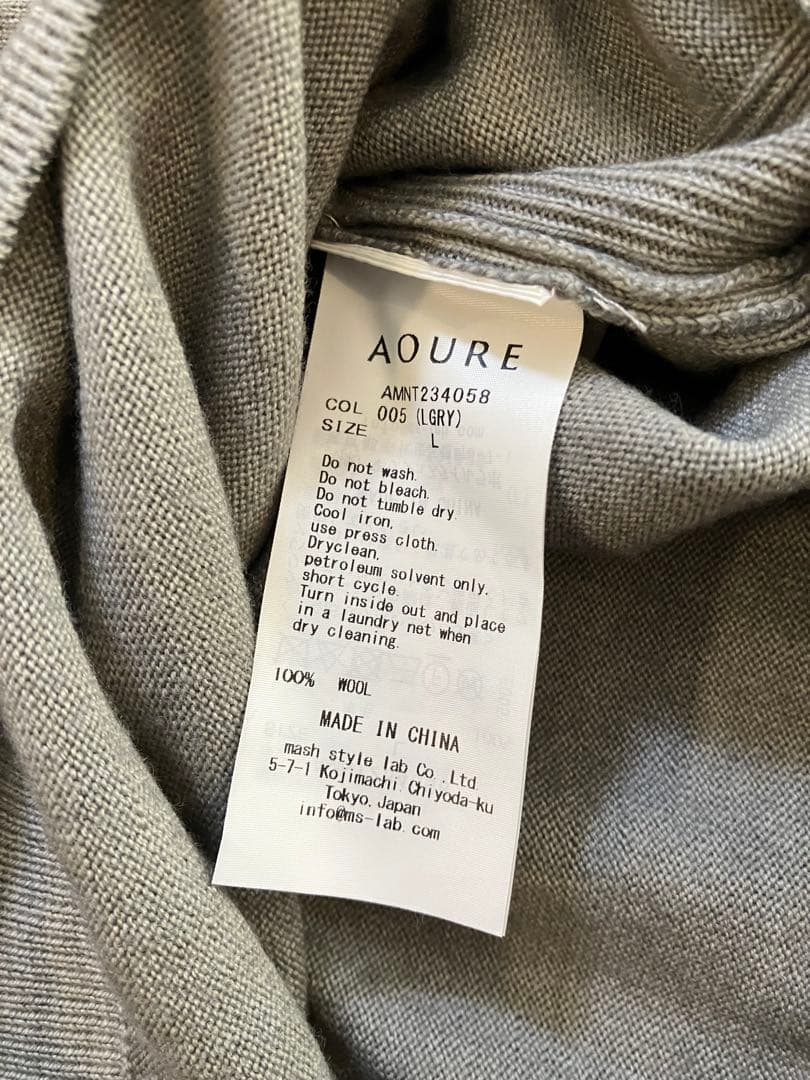 AOURE
AMNT234058
COL 005 (LGRY)
SIZE L
Do not wash.
Do not bleach.
Do not tumble dry.
Cool iron,
use press cloth.
Dryclean,
petroleum solvent only,
short cycle.
Turn inside out and place
in a laundry net when
dry cleaning.
100% WOOL
MADE IN CHINA
mash style lab Co.,Ltd.
5-7-1 Kojimachi Chiyoda-ku
Tokyo, Japan
info@ms-lab.com